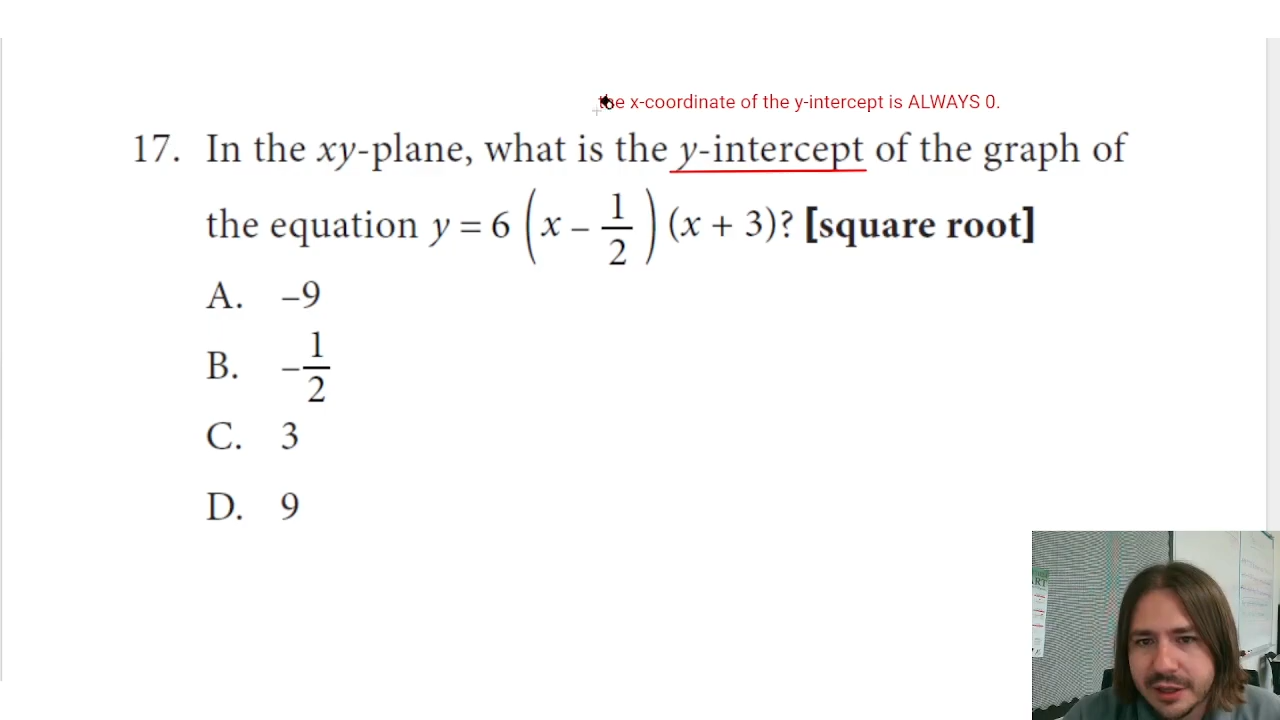 the x-coordinate of the y-intercept is ALWAYS 0.
17. In the xy-plane, what is the y-intercept of the graph of
the equation y = 6 (x – 1/2) (x + 3)? [square root]
A. –9
B. – 1/2
C. 3
D. 9